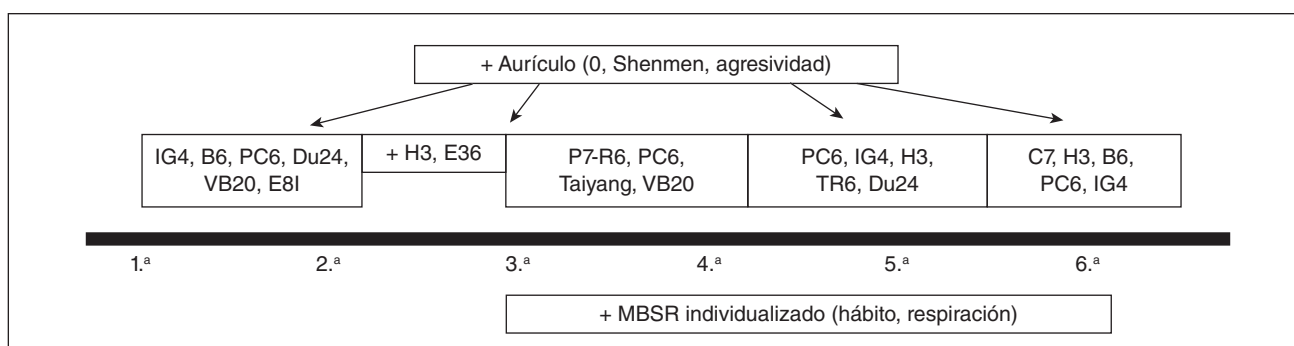 + Aurículo (0, Shenmen, agresividad)
IG4, B6, PC6, Du24,
VB20, E8I
+ H3, E36
P7-R6, PC6,
Taiyang, VB20
PC6, IG4, H3,
TR6, Du24
C7, H3, B6,
PC6, IG4
1.ª 2.ª 3.ª 4.ª 5.ª 6.ª
+ MBSR individualizado (hábito, respiración)